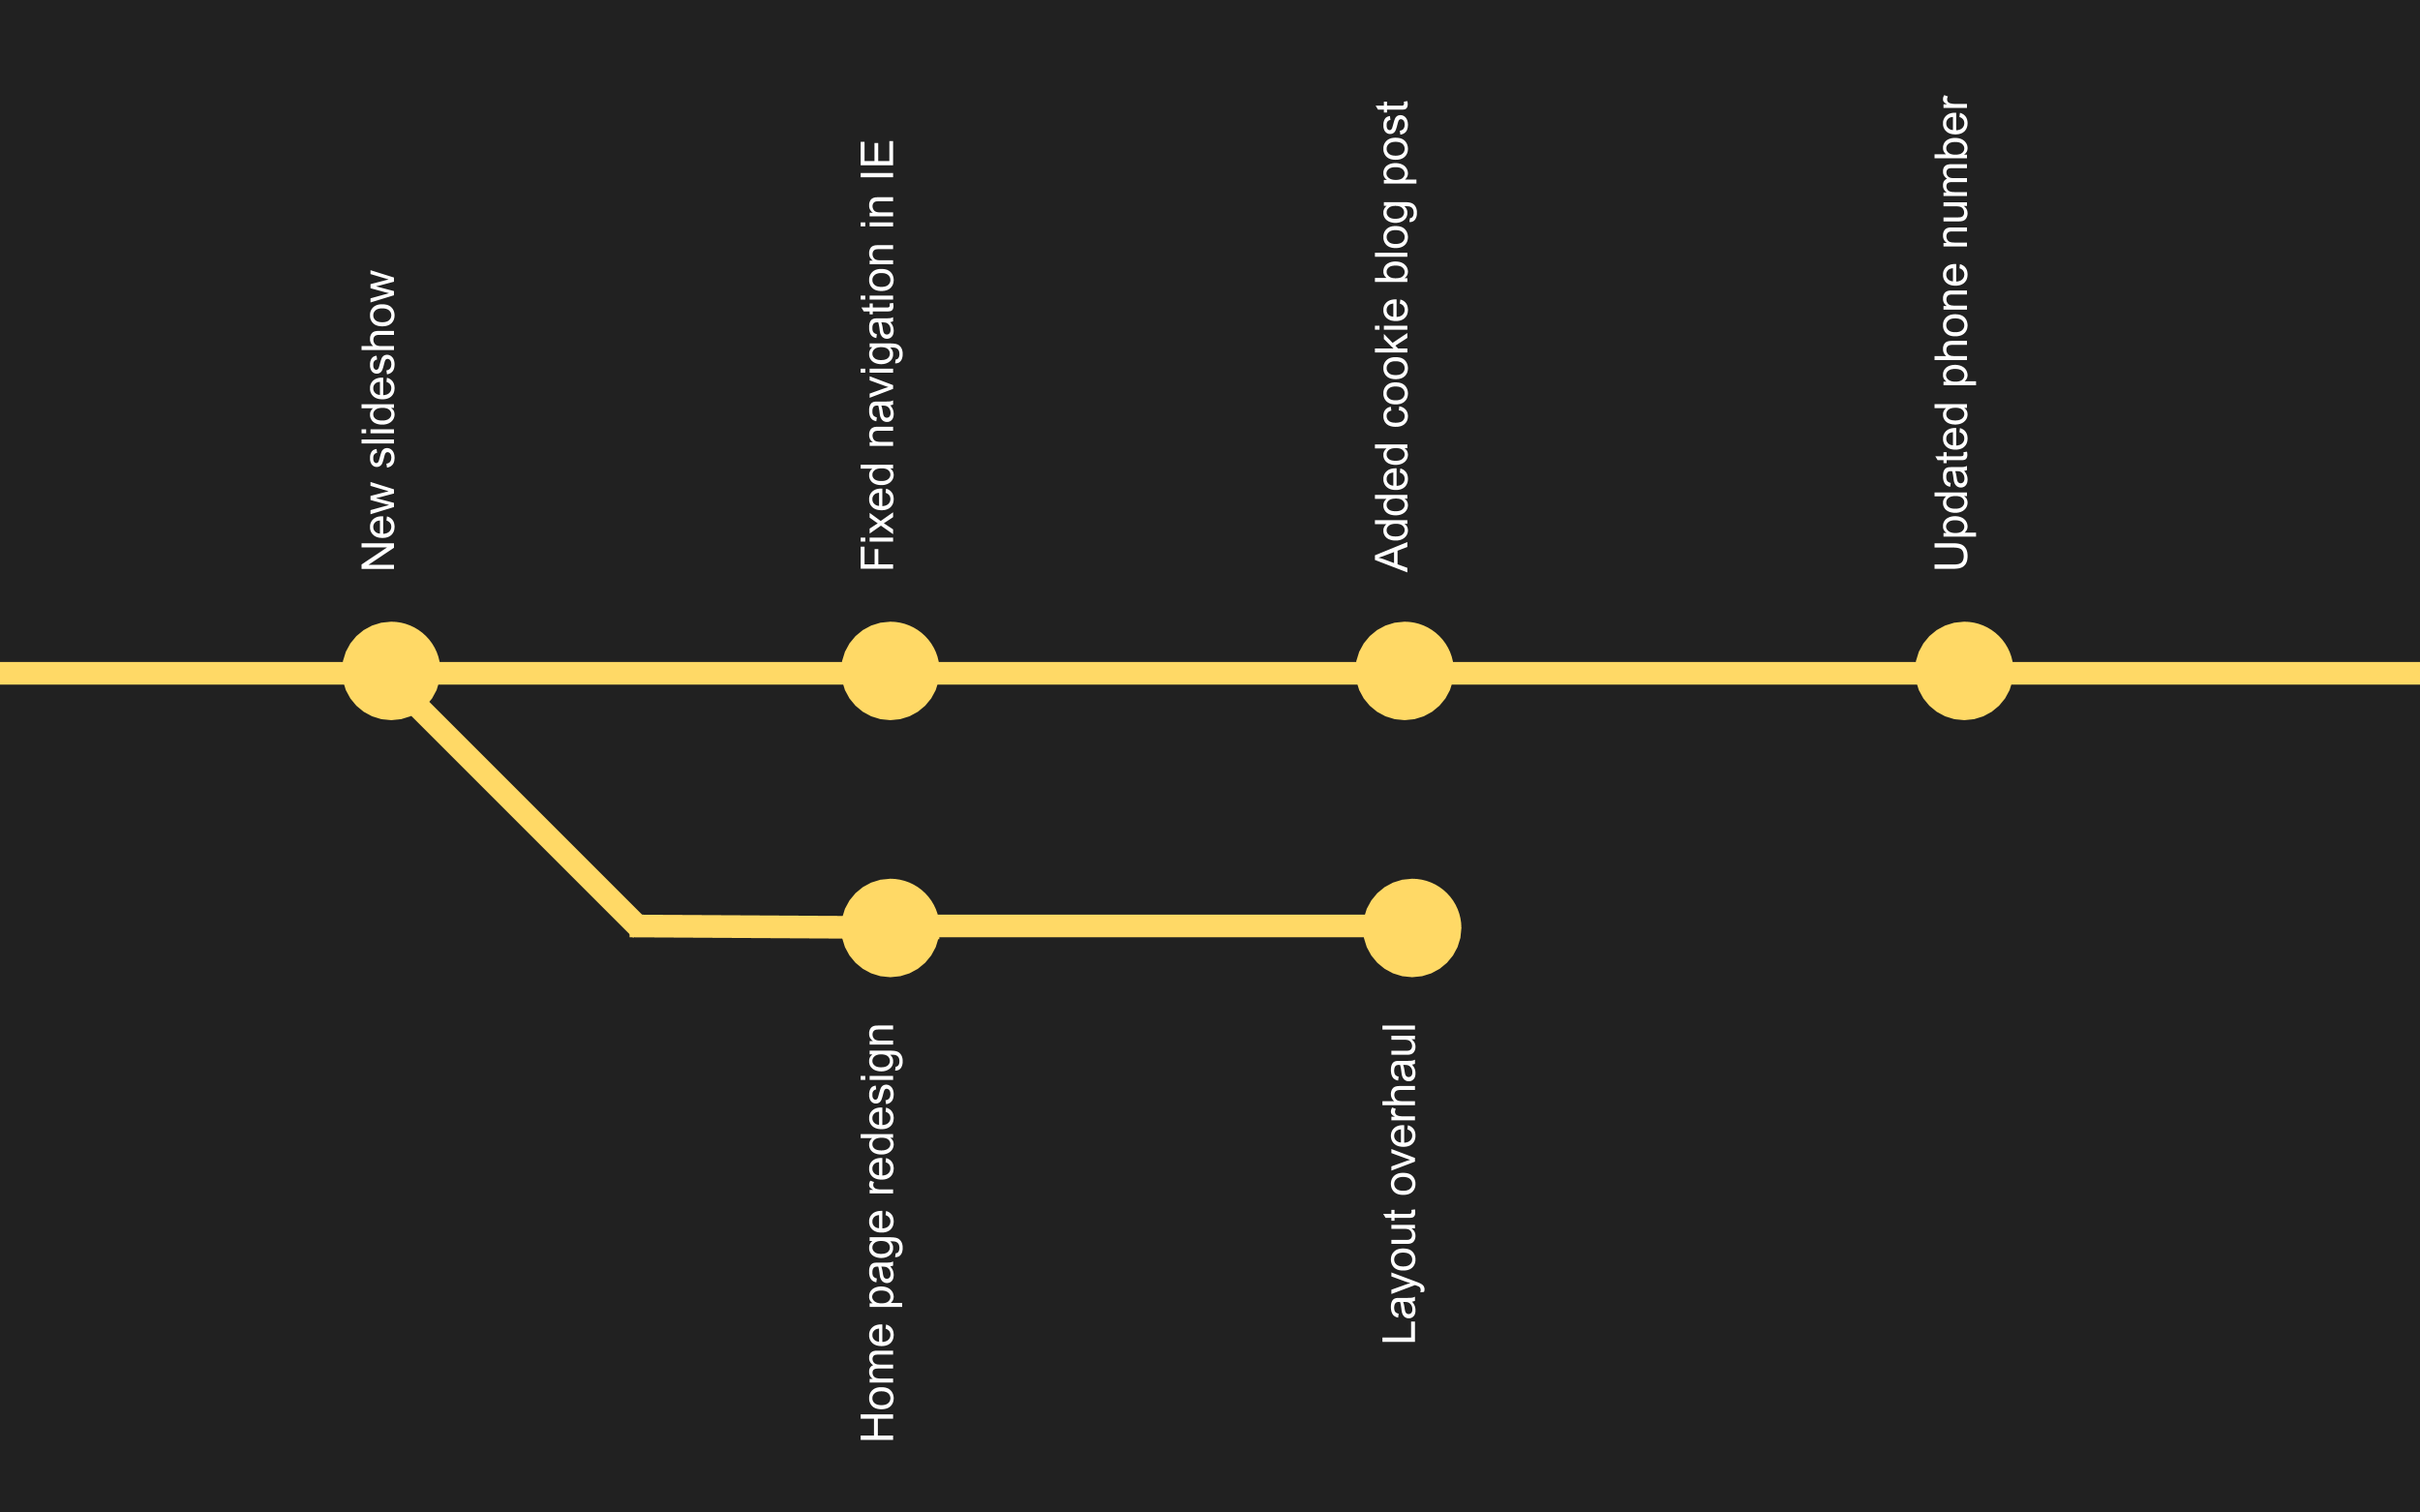 New slideshow
Fixed navigation in IE
Added cookie blog post
Updated phone number
Home page redesign
Layout overhaul